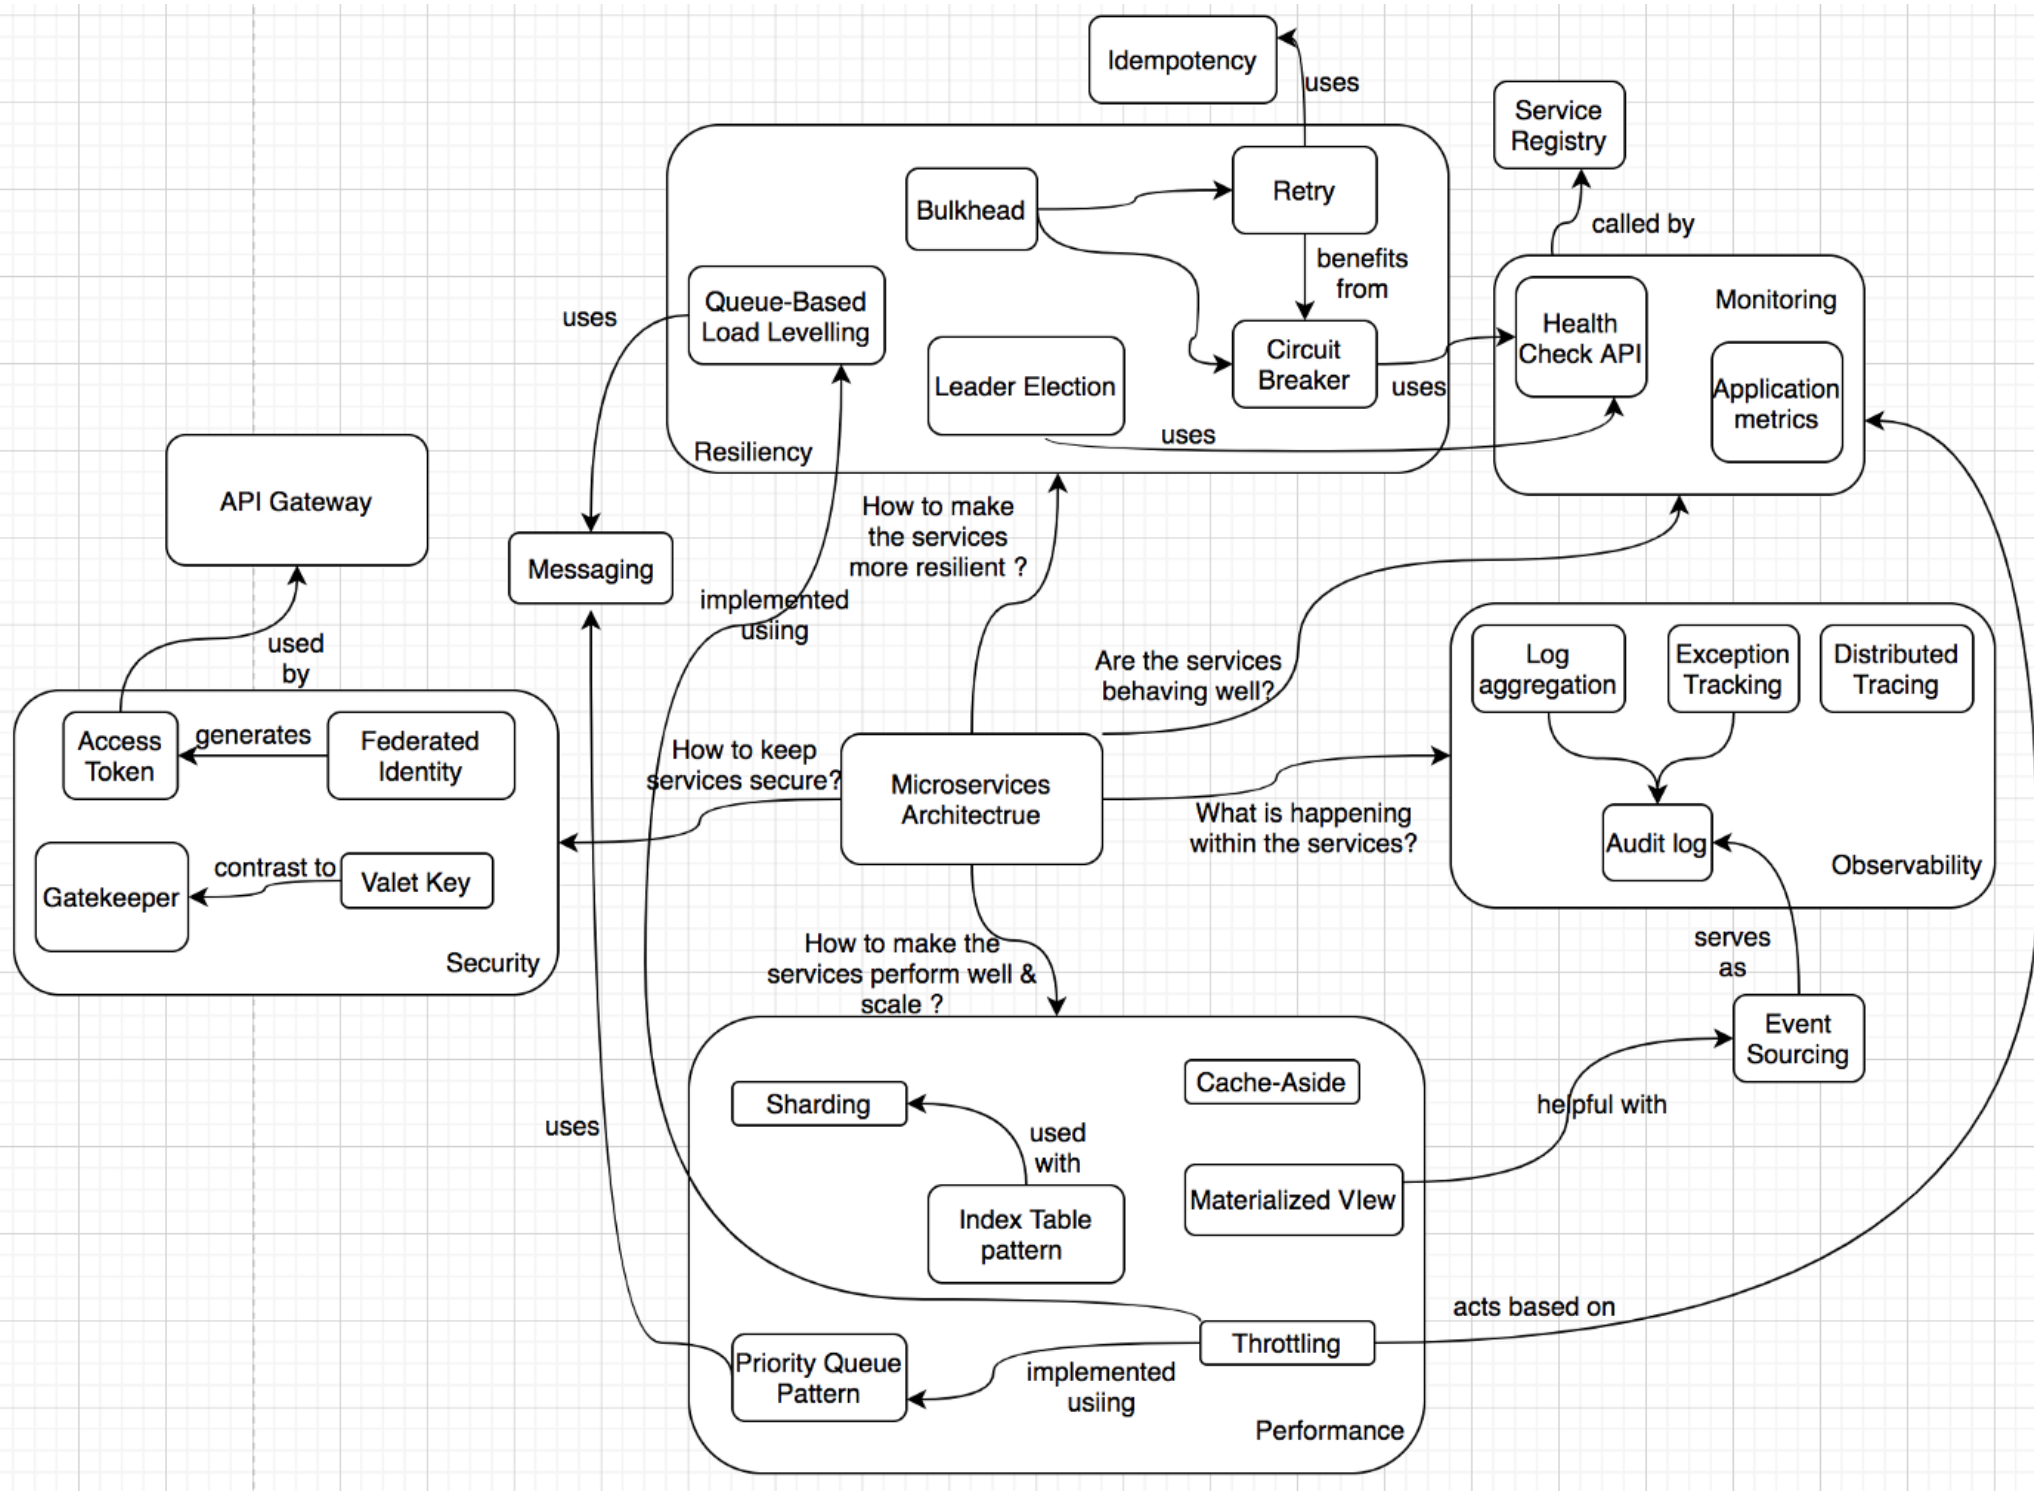 Idempotency
uses
Service
Registry
Retry
Bulkhead
called by
benefits
from
Queue-Based
Load Levelling
uses
Monitoring
Health
Check API
Circuit
Breaker
Leader Election
uses
Application
metrics
uses
Resiliency
API Gateway
How to make
the services
more resilient ?
Messaging
implemented
usiing
used
by
Are the services
behaving well?
Log
aggregation
Exception
Tracking
Distributed
Tracing
Access
Token
generates
Federated
Identity
How to keep
services secure?
Microservices
Architectrue
What is happening
within the services?
Audit log
Observability
contrast to
Valet Key
Gatekeeper
Security
How to make the
services perform well &
scale ?
serves
as
Event
Sourcing
Cache-Aside
Sharding
helpful with
uses
used
with
Materialized VIew
Index Table
pattern
acts based on
Throttling
Priority Queue
Pattern
implemented
usiing
Performance